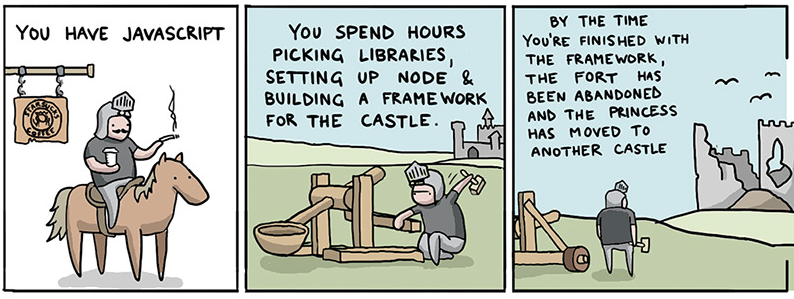 YOU HAVE JAVASCRIPT
STARBUCKS
COFFEE
YOU SPEND HOURS
PICKING LIBRARIES,
SETTING UP NODE &
BUILDING A FRAMEWORK
FOR THE CASTLE.
BY THE TIME
YOU'RE FINISHED WITH
THE FRAMEWORK,
THE FORT HAS
BEEN ABANDONED
AND THE PRINCESS
HAS MOVED TO
ANOTHER CASTLE